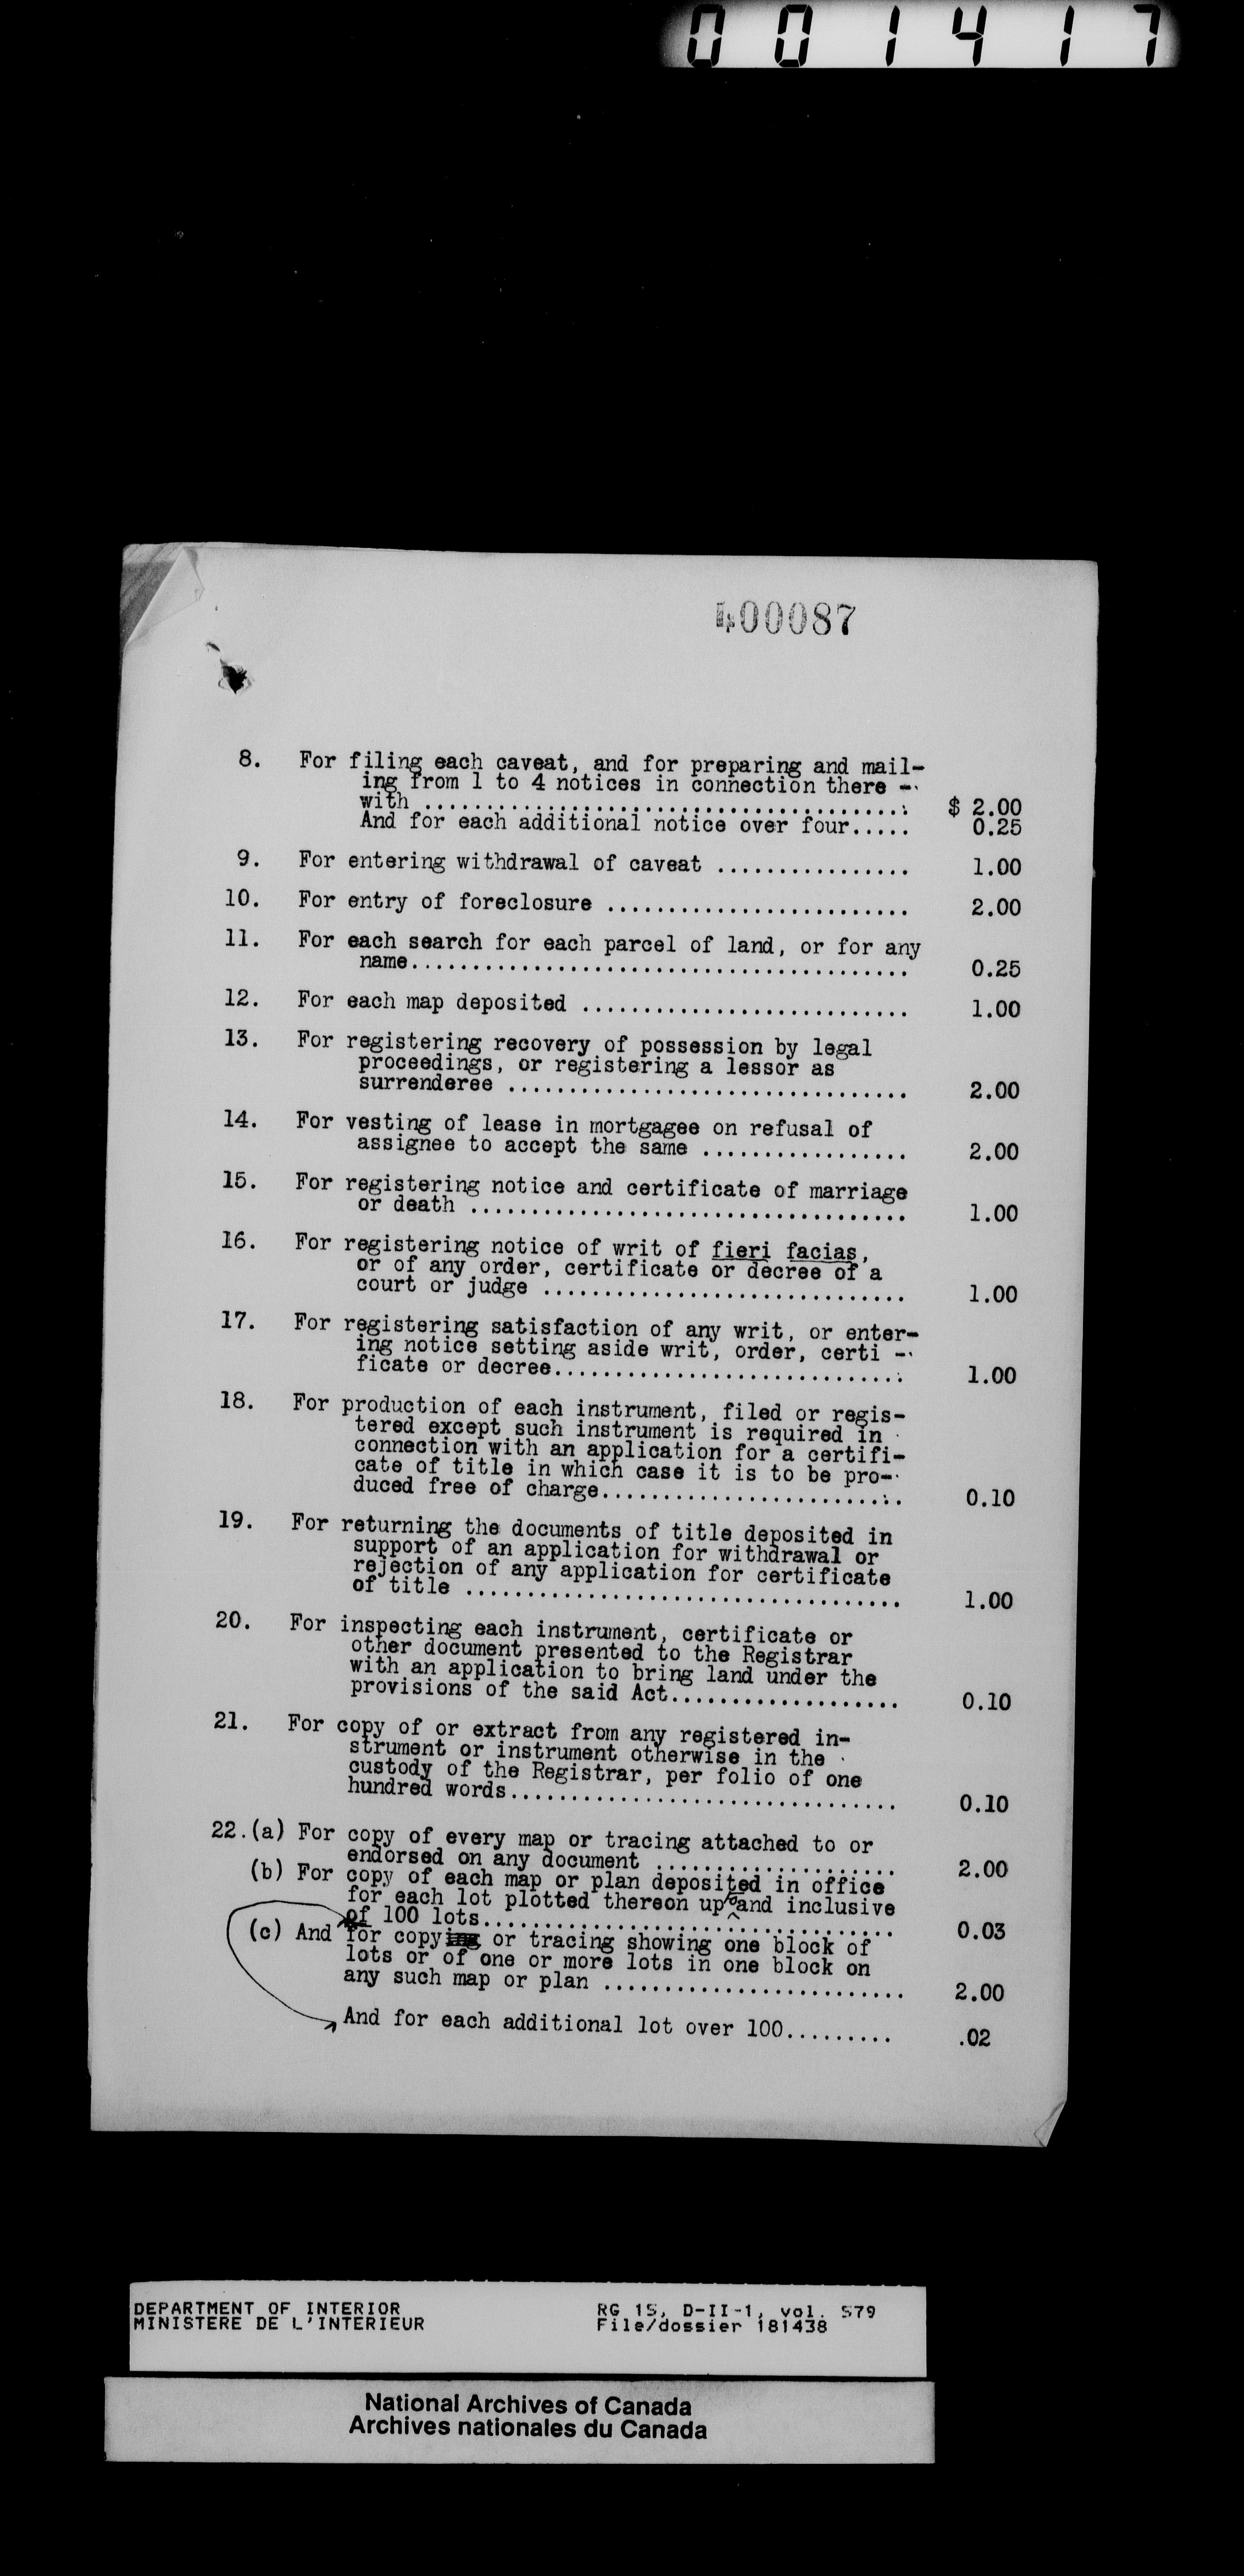 001417
400087
8. For filing each caveat, and for preparing and mail-
ing from 1 to 4 notices in connection there -
with ........................................ $ 2.00
And for each additional notice over four..... 0.25
9. For entering withdrawal of caveat ................ 1.00
10. For entry of foreclosure ......................... 2.00
11. For each search for each parcel of land, or for any
name......................................... 0.25
12. For each map deposited ........................... 1.00
13. For registering recovery of possession by legal
proceedings, or registering a lessor as
surrenderee ................................. 2.00
14. For vesting of lease in mortgagee on refusal of
assignee to accept the same ................. 2.00
15. For registering notice and certificate of marriage
or death .................................... 1.00
16. For registering notice of writ of fieri facias,
or of any order, certificate or decree of a
court or judge .............................. 1.00
17. For registering satisfaction of any writ, or enter-
ing notice setting aside writ, order, certi -
ficate or decree............................. 1.00
18. For production of each instrument, filed or regis-
tered except such instrument is required in
connection with an application for a certifi-
cate of title in which case it is to be pro-
duced free of charge......................... 0.10
19. For returning the documents of title deposited in
support of an application for withdrawal or
rejection of any application for certificate
of title .................................... 1.00
20. For inspecting each instrument, certificate or
other document presented to the Registrar
with an application to bring land under the
provisions of the said Act................... 0.10
21. For copy of or extract from any registered in-
strument or instrument otherwise in the
custody of the Registrar, per folio of one
hundred words................................ 0.10
22.(a) For copy of every map or tracing attached to or
endorsed on any document .................... 2.00
(b) For copy of each map or plan deposited in office
for each lot plotted thereon up to and inclusive
of 100 lots.................................. 0.03
(c) And for copying or tracing showing one block of
lots or of one or more lots in one block on
any such map or plan ......................... 2.00
And for each additional lot over 100......... .02
DEPARTMENT OF INTERIOR RG 15, D-II-1, vol. 579
MINISTERE DE L'INTERIEUR File/dossier 181438
National Archives of Canada
Archives nationales du Canada